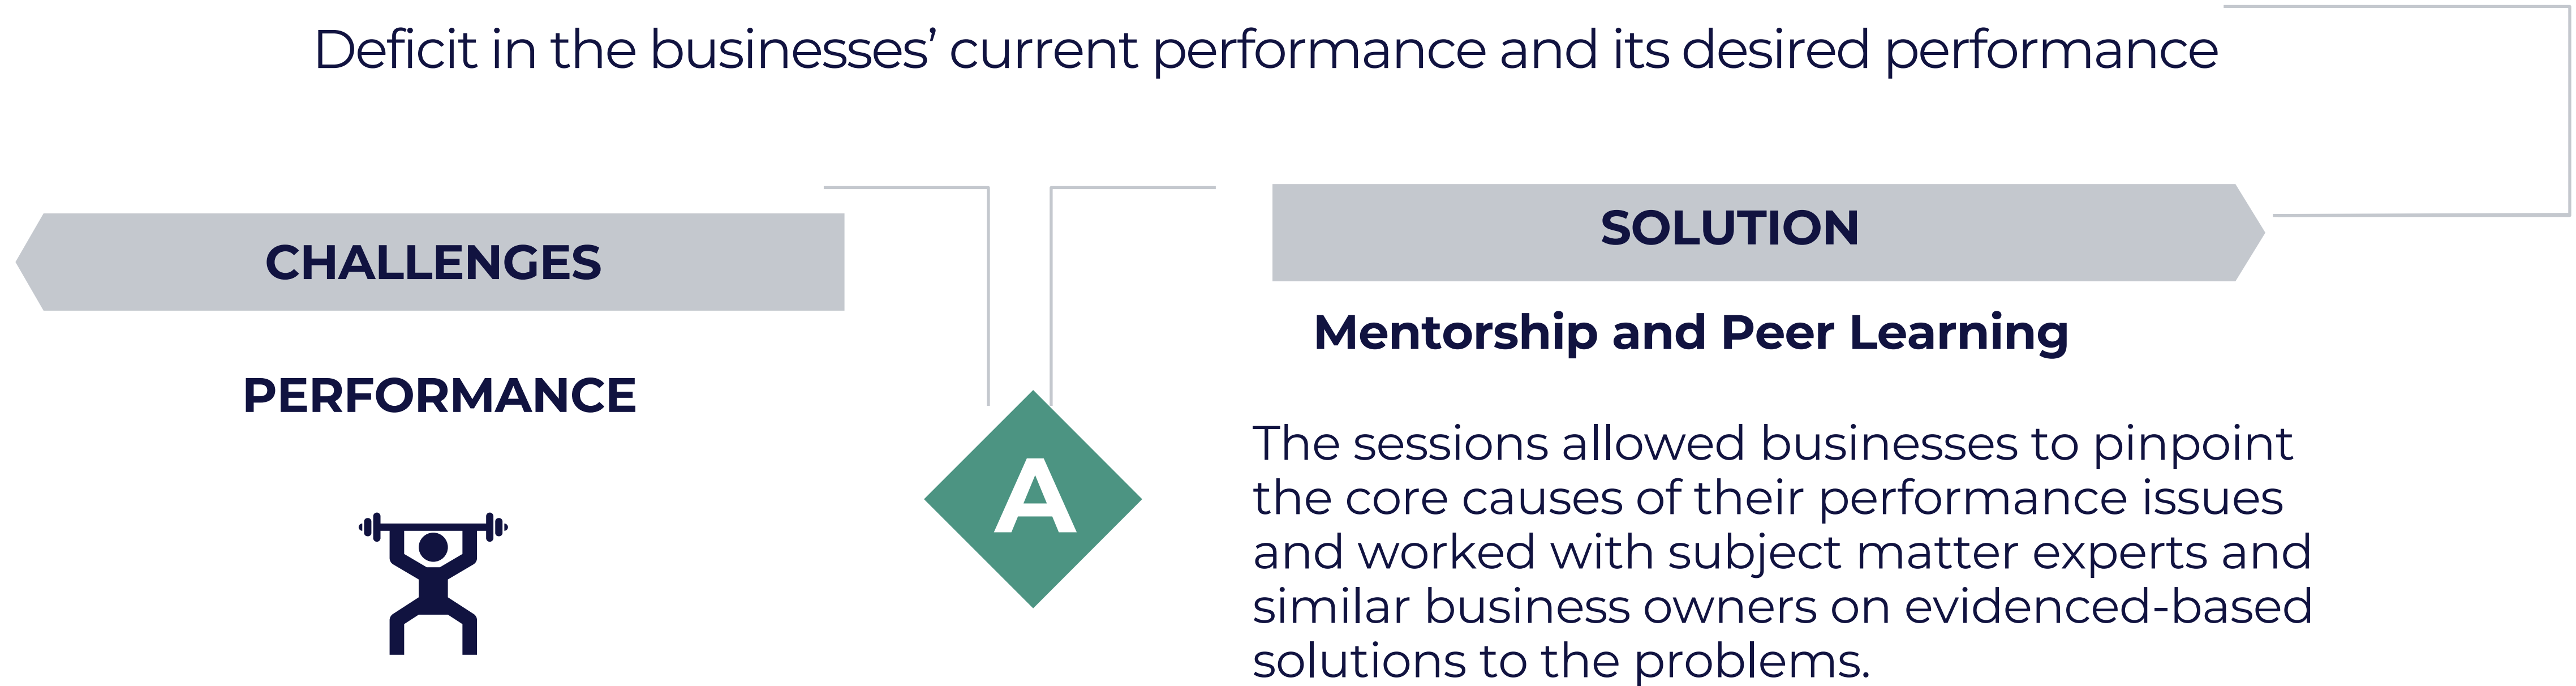 Deficit in the businesses’ current performance and its desired performance
CHALLENGES
PERFORMANCE
A
SOLUTION
Mentorship and Peer Learning
The sessions allowed businesses to pinpoint
the core causes of their performance issues
and worked with subject matter experts and
similar business owners on evidenced-based
solutions to the problems.